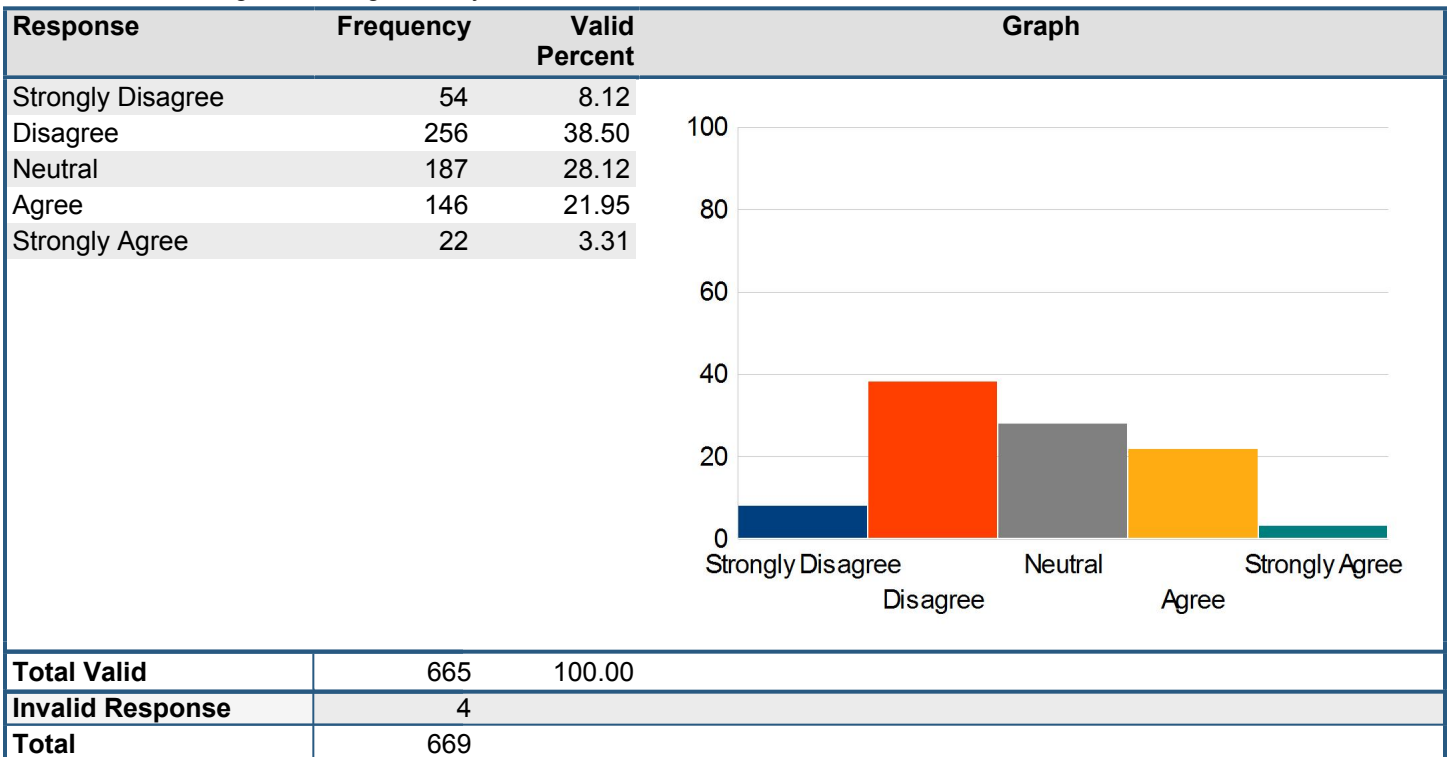 Response Frequency Valid Percent Graph
Strongly Disagree 54 8.12
Disagree 256 38.50
Neutral 187 28.12
Agree 146 21.95
Strongly Agree 22 3.31
100
80
60
40
20
0
Strongly Disagree Neutral Strongly Agree
Disagree Agree
Total Valid 665 100.00
Invalid Response 4
Total 669